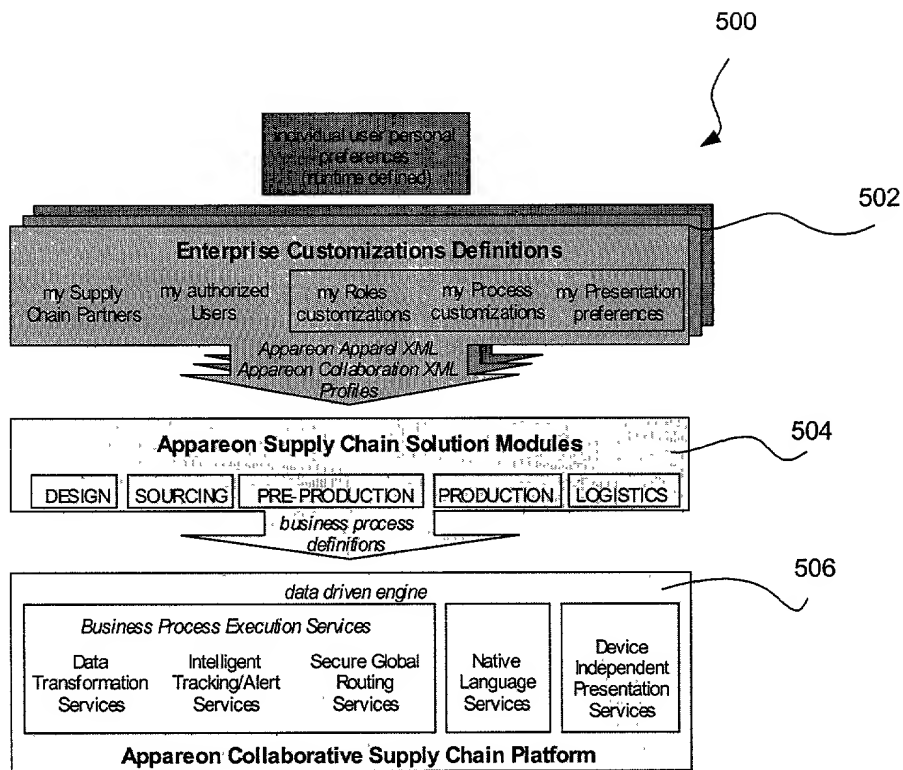 500
individual user personal
preferences
(runtime defined)
502
Enterprise Customizations Definitions
my Supply
Chain Partners
my authorized
Users
my Roles
customizations
my Process
customizations
my Presentation
preferences
Appareon Apparel XML
Appareon Collaboration XML
Profiles
504
Appareon Supply Chain Solution Modules
DESIGN
SOURCING
PRE-PRODUCTION
PRODUCTION
LOGISTICS
business process
definitions
506
data driven engine
Business Process Execution Services
Data
Transformation
Services
Intelligent
Tracking/Alert
Services
Secure Global
Routing
Services
Native
Language
Services
Device
Independent
Presentation
Services
Appareon Collaborative Supply Chain Platform